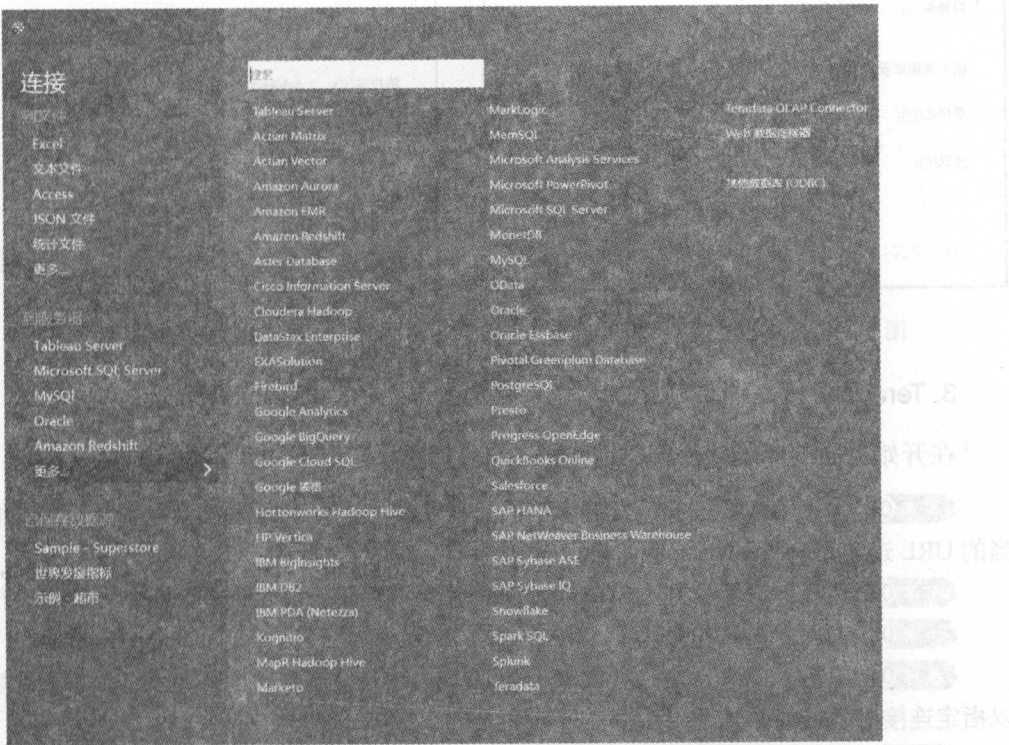 连接
到文件
Excel
文本文件
Access
JSON 文件
统计文件
更多...
到服务器
Tableau Server
Microsoft SQL Server
MySQL
Oracle
Amazon Redshift
更多...
已保存数据源
Sample - Superstore
世界发展指标
示例 - 超市
搜索
Tableau Server
Actian Matrix
Actian Vector
Amazon Aurora
Amazon EMR
Amazon Redshift
Aster Database
Cisco Information Server
Cloudera Hadoop
DataStax Enterprise
EXASolution
Firebird
Google Analytics
Google BigQuery
Google Cloud SQL
Google 表格
Hortonworks Hadoop Hive
HP Vertica
IBM BigInsights
IBM DB2
IBM PDA (Netezza)
Kognitio
MapR Hadoop Hive
Marketo
MarkLogic
MemSQL
Microsoft Analysis Services
Microsoft PowerPivot
Microsoft SQL Server
MonetDB
MySQL
OData
Oracle
Oracle Essbase
Pivotal Greenplum Database
PostgreSQL
Presto
Progress OpenEdge
QuickBooks Online
Salesforce
SAP HANA
SAP NetWeaver Business Warehouse
SAP Sybase ASE
SAP Sybase IQ
Snowflake
Spark SQL
Splunk
Teradata
Teradata OLAP Connector
Web 数据连接器
其他数据库 (ODBC)